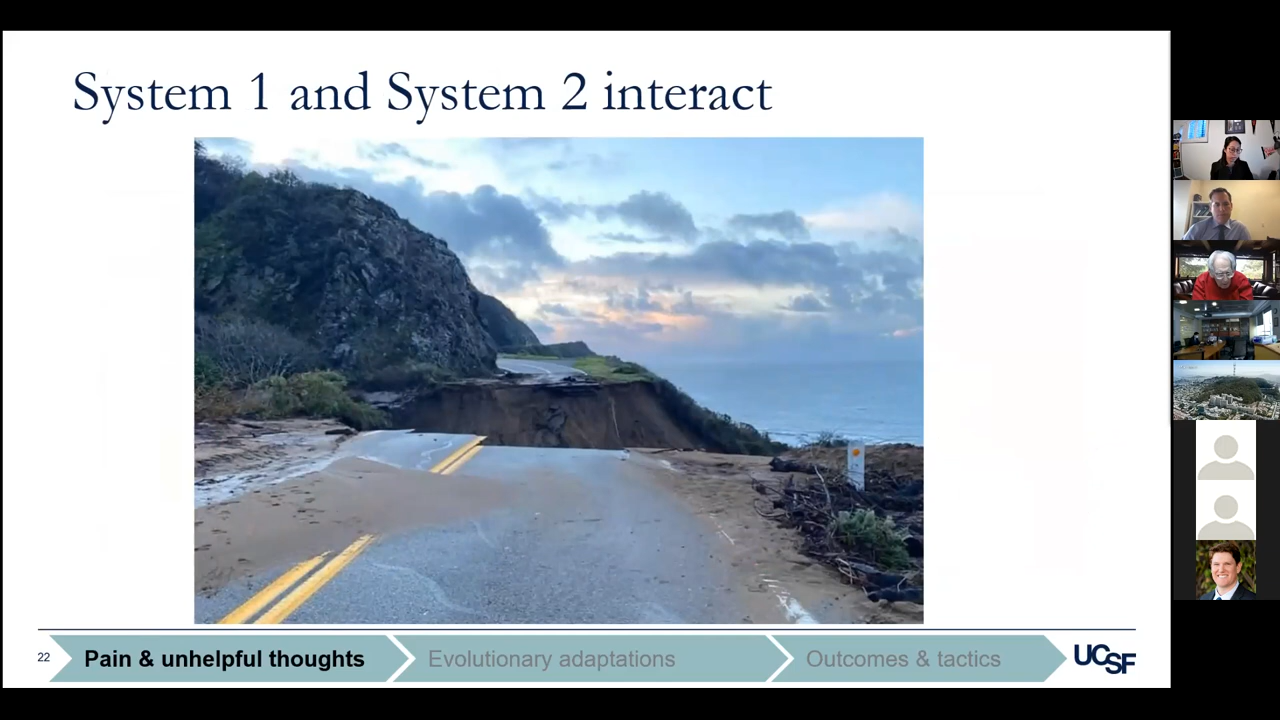 System 1 and System 2 interact
22
Pain & unhelpful thoughts
Evolutionary adaptations
Outcomes & tactics
UCSF